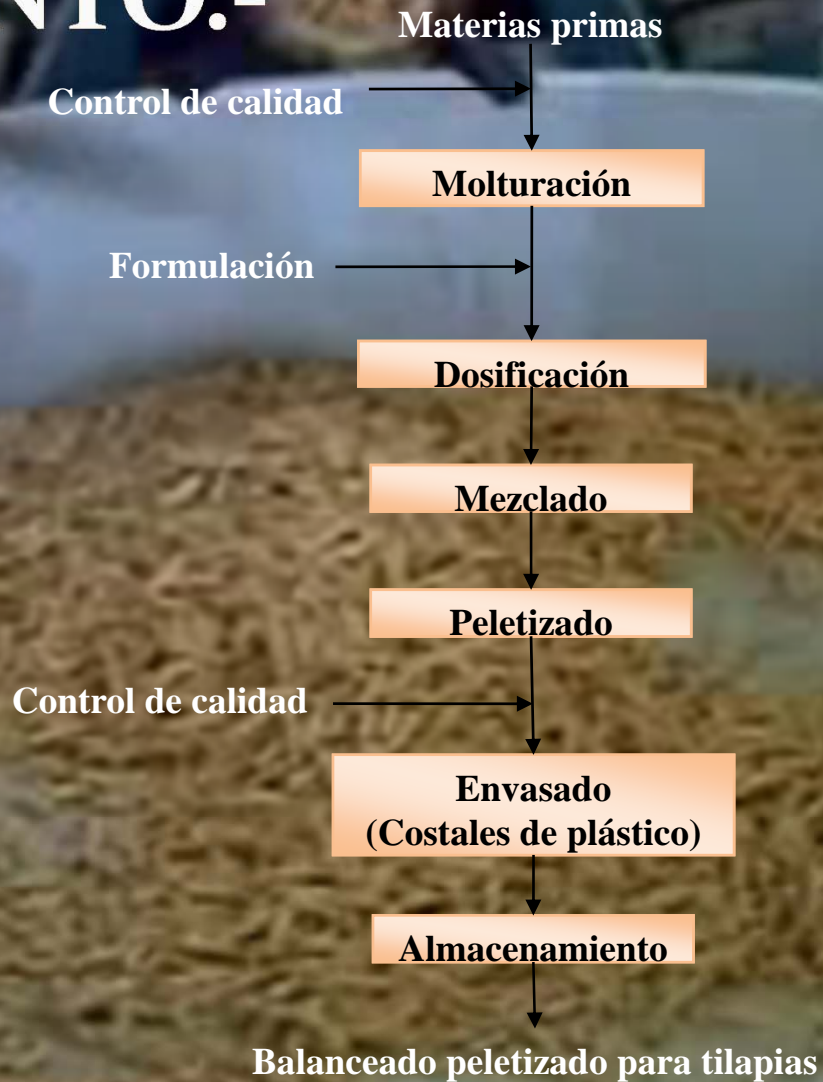 NTO.-
Materias primas
Control de calidad
Molturación
Formulación
Dosificación
Mezclado
Peletizado
Control de calidad
Envasado
(Costales de plástico)
Almacenamiento
Balanceado peletizado para tilapias